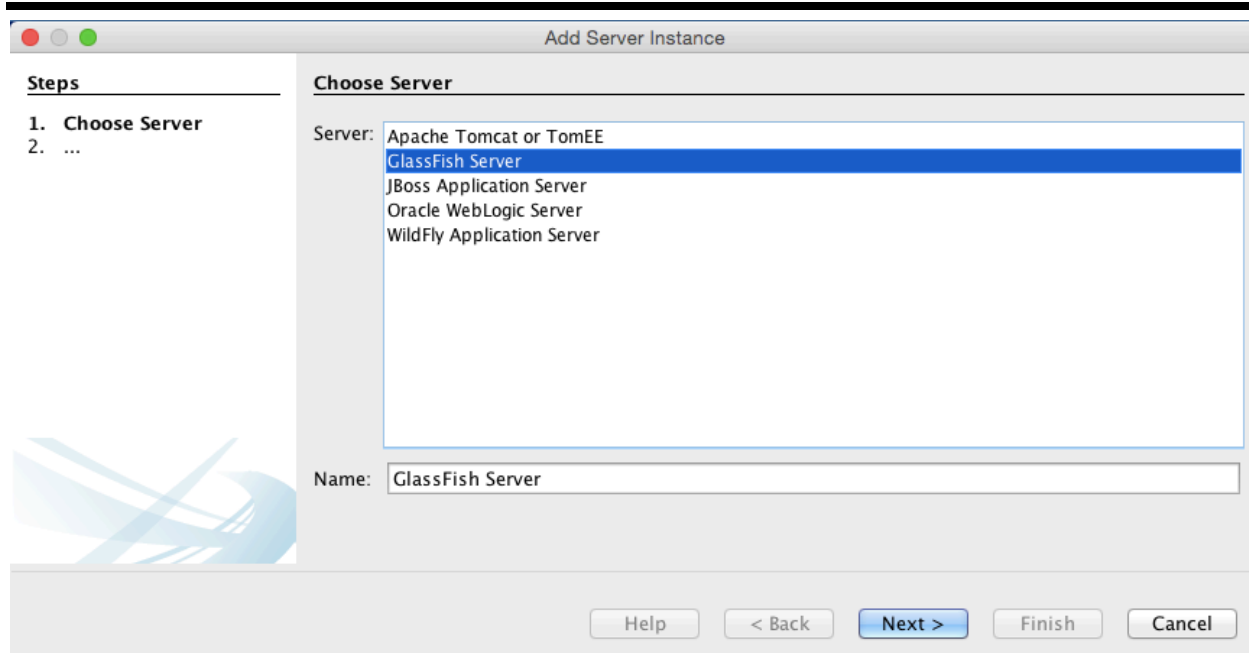 Add Server Instance
Steps
1. Choose Server
2. ...
Choose Server
Server:
Apache Tomcat or TomEE
GlassFish Server
JBoss Application Server
Oracle WebLogic Server
WildFly Application Server
Name: GlassFish Server
Help < Back Next > Finish Cancel